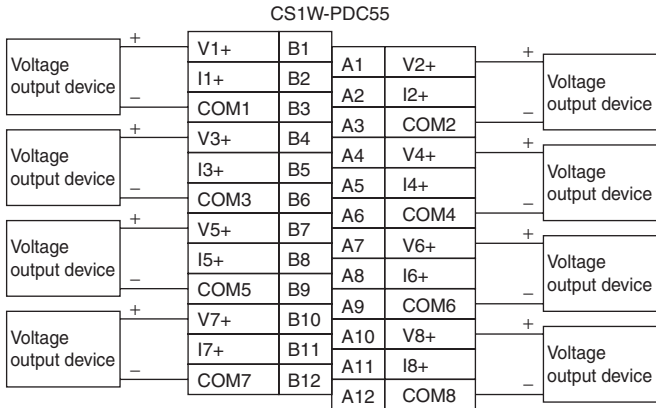 CS1W-PDC55
+
V1+ B1
Voltage
output device
I1+ B2
−
COM1 B3
+
V3+ B4
Voltage
output device
I3+ B5
−
COM3 B6
+
V5+ B7
Voltage
output device
I5+ B8
−
COM5 B9
+
V7+ B10
Voltage
output device
I7+ B11
−
COM7 B12
A1 V2+
+
Voltage
output device
A2 I2+
−
A3 COM2
+
A4 V4+
Voltage
output device
A5 I4+
−
A6 COM4
+
A7 V6+
Voltage
output device
A8 I6+
−
A9 COM6
+
A10 V8+
Voltage
output device
A11 I8+
−
A12 COM8